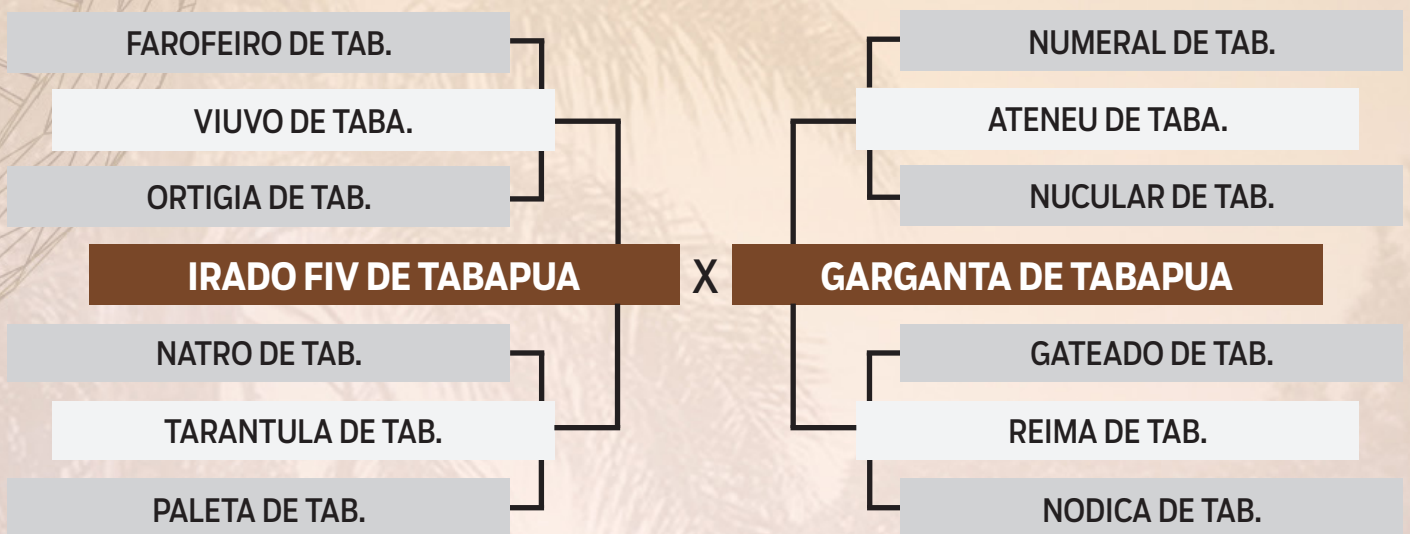 FAROFEIRO DE TAB.
VIUVO DE TABA.
ORTIGIA DE TAB.
NUMERAL DE TAB.
ATENEU DE TABA.
NUCULAR DE TAB.
IRADO FIV DE TABAPUA X GARGANTA DE TABAPUA
NATRO DE TAB.
TARANTULA DE TAB.
PALETA DE TAB.
GATEADO DE TAB.
REIMA DE TAB.
NODICA DE TAB.